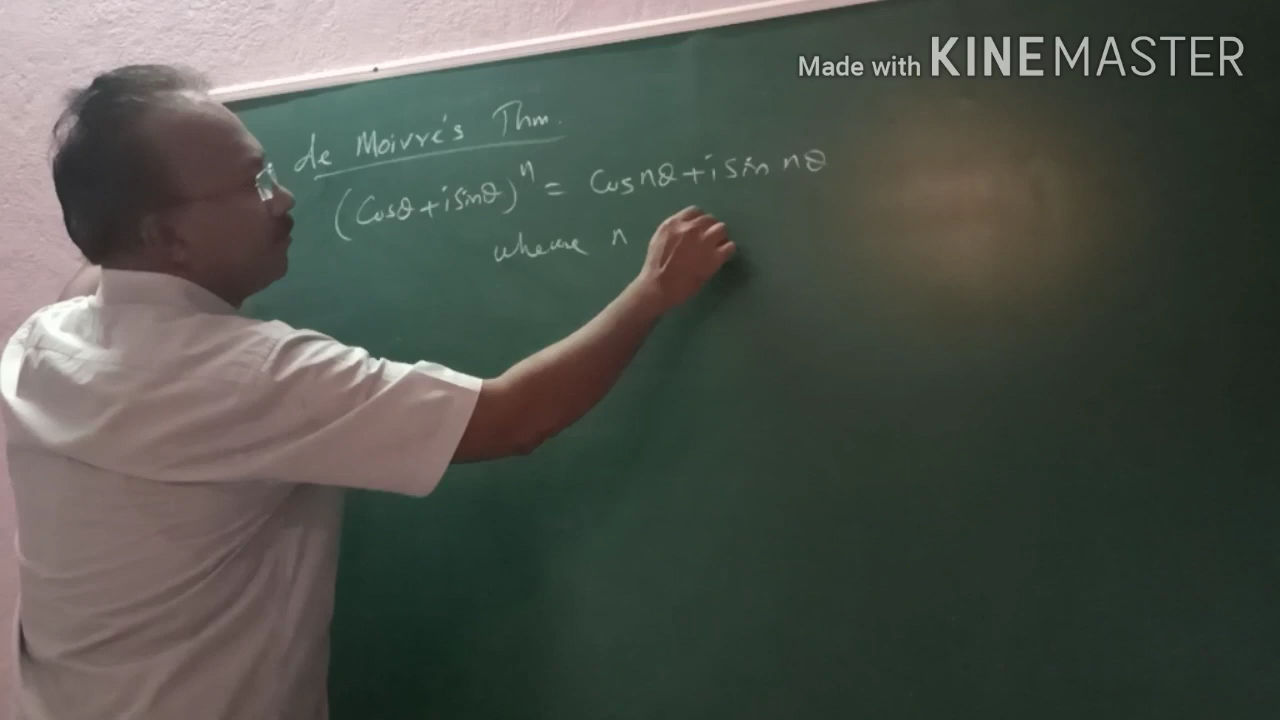 Made with KINEMASTER
de Moivre's Thm.
(Cosθ + i Sinθ)ⁿ = Cos nθ + i Sin nθ
where n